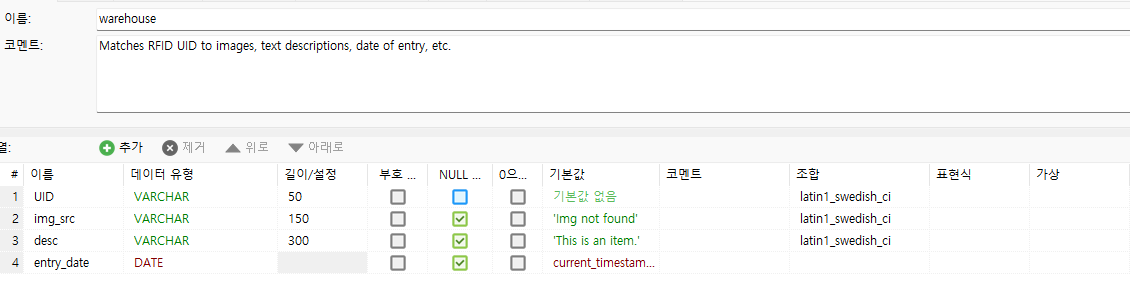 이름: warehouse
코멘트: Matches RFID UID to images, text descriptions, date of entry, etc.
열: 추가 제거 위로 아래로
# 이름 데이터 유형 길이/설정 부호 ... NULL ... 0으... 기본값 코멘트 조합 표현식 가상
1 UID VARCHAR 50 기본값 없음 latin1_swedish_ci
2 img_src VARCHAR 150 'Img not found' latin1_swedish_ci
3 desc VARCHAR 300 'This is an item.' latin1_swedish_ci
4 entry_date DATE current_timestam...